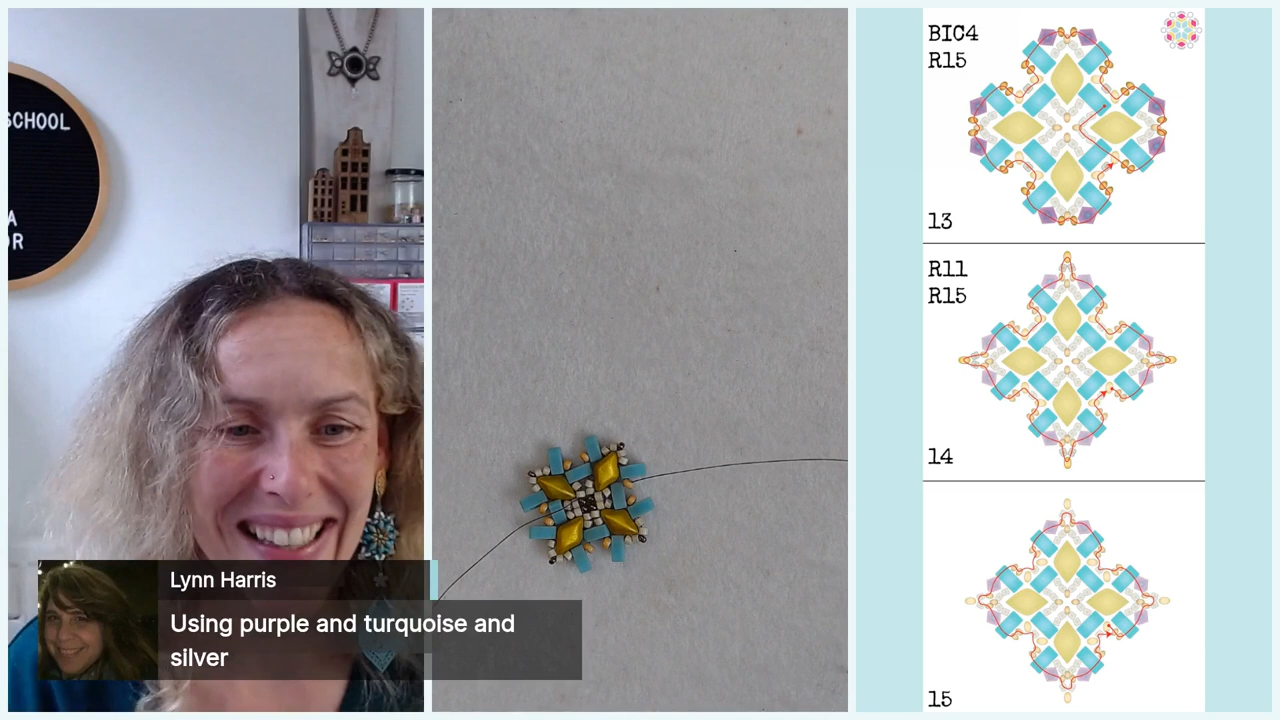 SCHOOL
A
OR
Lynn Harris
Using purple and turquoise and
silver
BIC4
R15
13
R11
R15
14
15